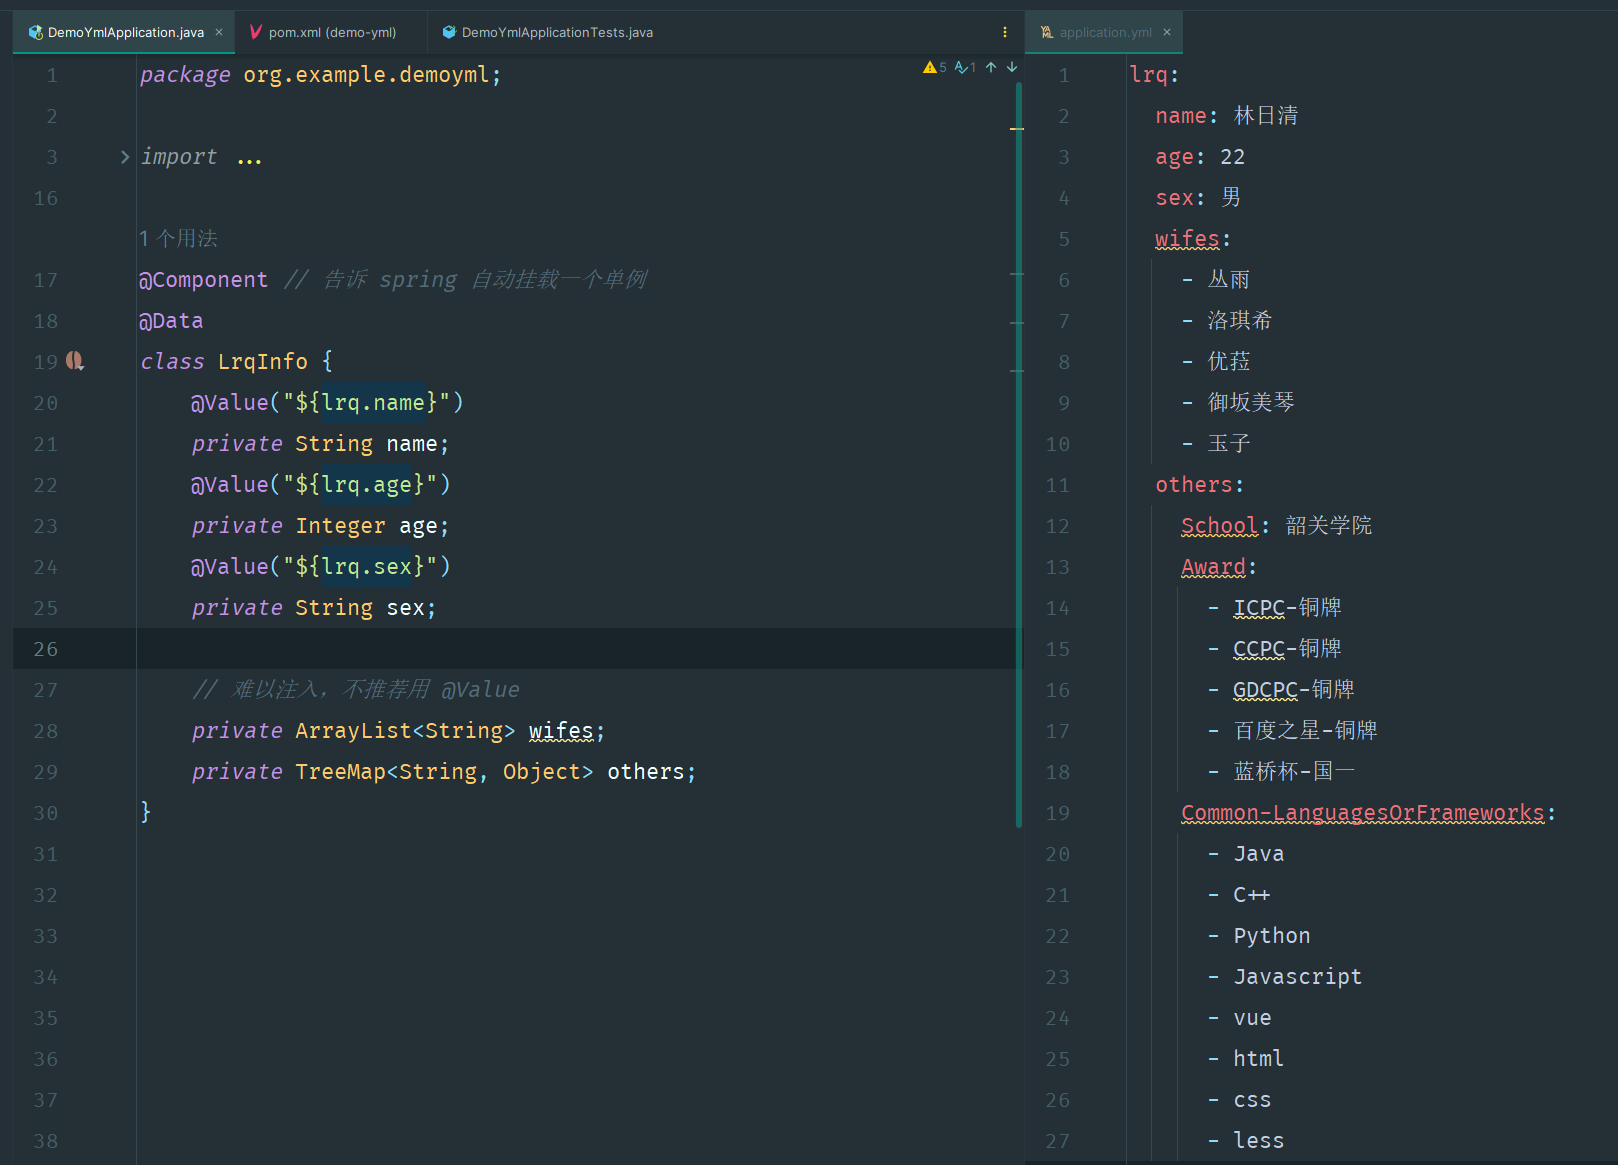 DemoYmlApplication.java ×
pom.xml (demo-yml)
DemoYmlApplicationTests.java
application.yml ×
5 1
1 package org.example.demoyml;
2
3 import ...
16
1 个用法
17 @Component // 告诉 spring 自动挂载一个单例
18 @Data
19 class LrqInfo {
20 @Value("${lrq.name}")
21 private String name;
22 @Value("${lrq.age}")
23 private Integer age;
24 @Value("${lrq.sex}")
25 private String sex;
26
27 // 难以注入，不推荐用 @Value
28 private ArrayList<String> wifes;
29 private TreeMap<String, Object> others;
30 }
31
32
33
34
35
36
37
38
1 lrq:
2 name: 林日清
3 age: 22
4 sex: 男
5 wifes:
6 - 丛雨
7 - 洛琪希
8 - 优菈
9 - 御坂美琴
10 - 玉子
11 others:
12 School: 韶关学院
13 Award:
14 - ICPC-铜牌
15 - CCPC-铜牌
16 - GDCPC-铜牌
17 - 百度之星-铜牌
18 - 蓝桥杯-国一
19 Common-LanguagesOrFrameworks:
20 - Java
21 - C++
22 - Python
23 - Javascript
24 - vue
25 - html
26 - css
27 - less